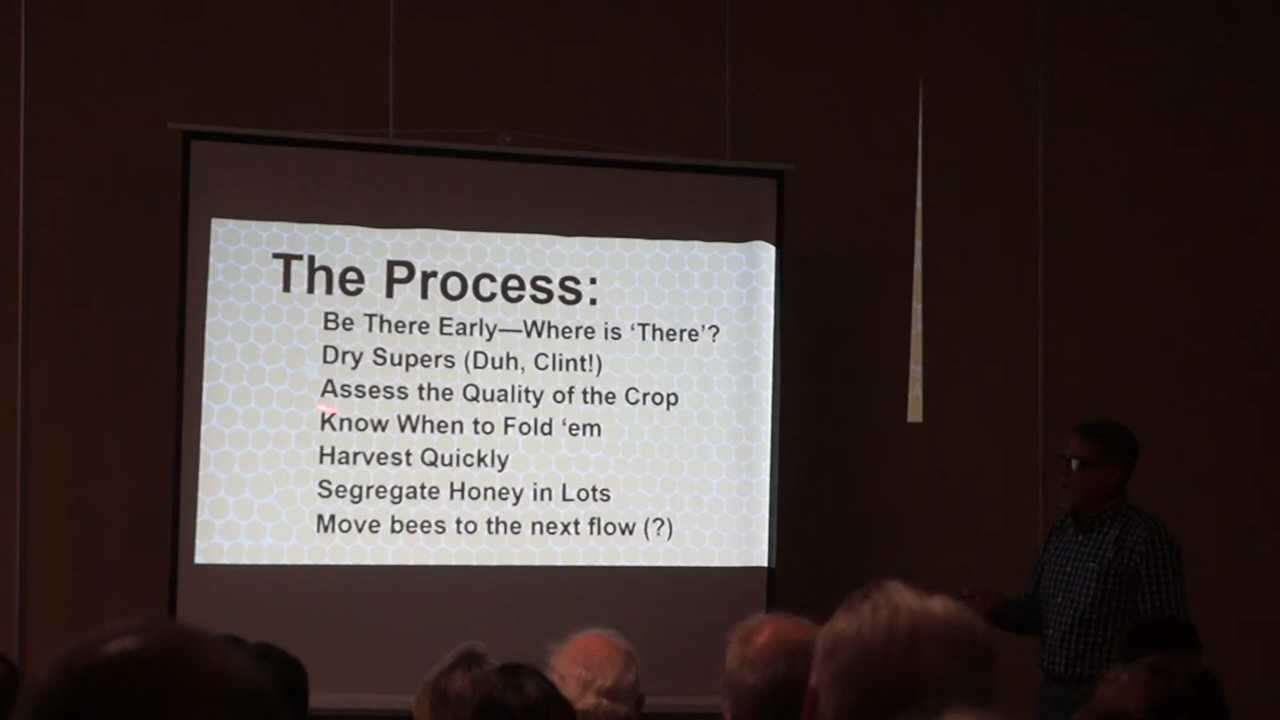 The Process:
Be There Early—Where is ‘There’?
Dry Supers (Duh, Clint!)
Assess the Quality of the Crop
Know When to Fold ‘em
Harvest Quickly
Segregate Honey in Lots
Move bees to the next flow (?)